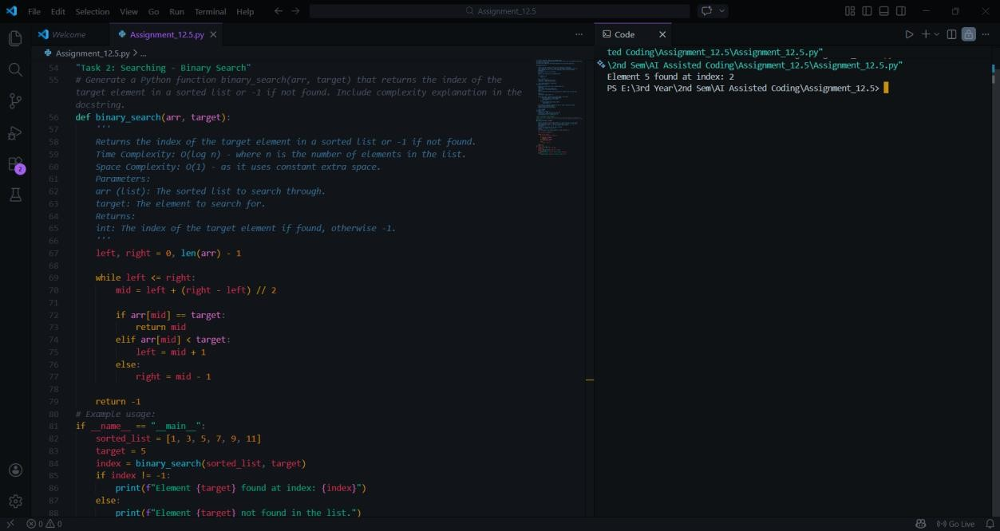 File Edit Selection View Go Run Terminal Help
Assignment_12.5
Welcome
Assignment_12.5.py
Assignment_12.5.py > ...
54 "Task 2: Searching - Binary Search"
55 # Generate a Python function binary_search(arr, target) that returns the index of the
target element in a sorted list or -1 if not found. Include complexity explanation in the
docstring.
56 def binary_search(arr, target):
57 '''
58 Returns the index of the target element in a sorted list or -1 if not found.
59 Time Complexity: O(log n) - where n is the number of elements in the list.
60 Space Complexity: O(1) - as it uses constant extra space.
61 Parameters:
62 arr (list): The sorted list to search through.
63 target: The element to search for.
64 Returns:
65 int: The index of the target element if found, otherwise -1.
66 '''
67 left, right = 0, len(arr) - 1
68
69 while left <= right:
70 mid = left + (right - left) // 2
71
72 if arr[mid] == target:
73 return mid
74 elif arr[mid] < target:
75 left = mid + 1
76 else:
77 right = mid - 1
78
79 return -1
80 # Example usage:
81 if __name__ == "__main__":
82 sorted_list = [1, 3, 5, 7, 9, 11]
83 target = 5
84 index = binary_search(sorted_list, target)
85 if index != -1:
86 print(f"Element {target} found at index: {index}")
87 else:
88 print(f"Element {target} not found in the list.")
Code
ted Coding\Assignment_12.5\Assignment_12.5.py"
\2nd Sem\AI Assisted Coding\Assignment_12.5\Assignment_12.5.py"
Element 5 found at index: 2
PS E:\3rd Year\2nd Sem\AI Assisted Coding\Assignment_12.5>
2
0 0
Go Live